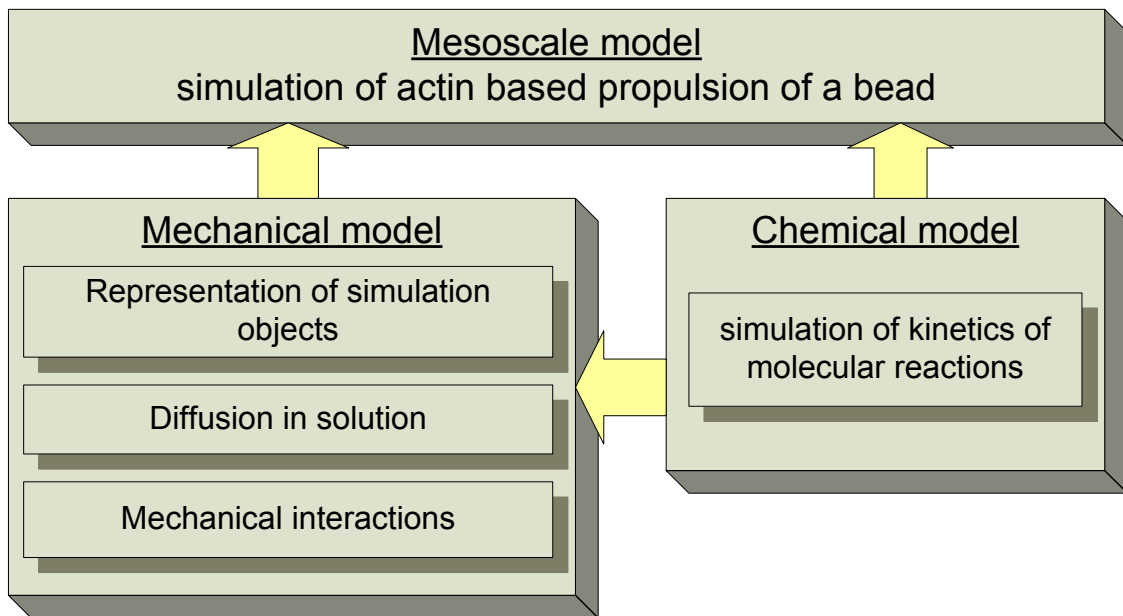 Mesoscale model
simulation of actin based propulsion of a bead
Mechanical model
Representation of simulation
objects
Diffusion in solution
Mechanical interactions
Chemical model
simulation of kinetics of
molecular reactions